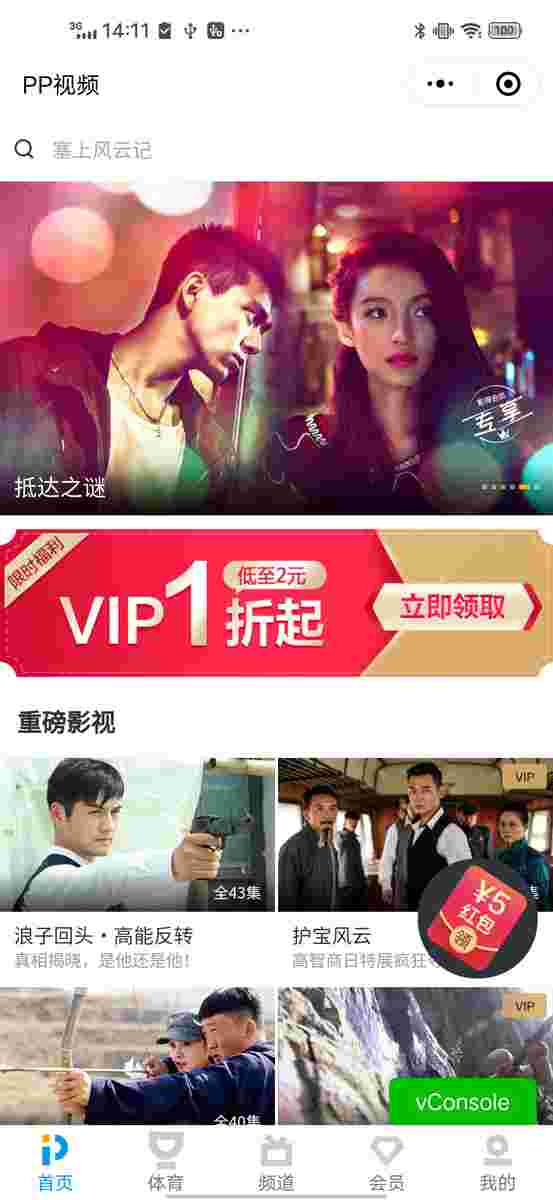 3G 14:11 100
PP视频
塞上风云记
专享
抵达之谜
限时福利
VIP1折起
低至2元
立即领取
重磅影视
VIP
全43集
浪子回头·高能反转
真相揭晓，是他还是他！
护宝风云
高智商日特展疯狂
¥5
红包
领
VIP
全40集
vConsole
首页 体育 频道 会员 我的